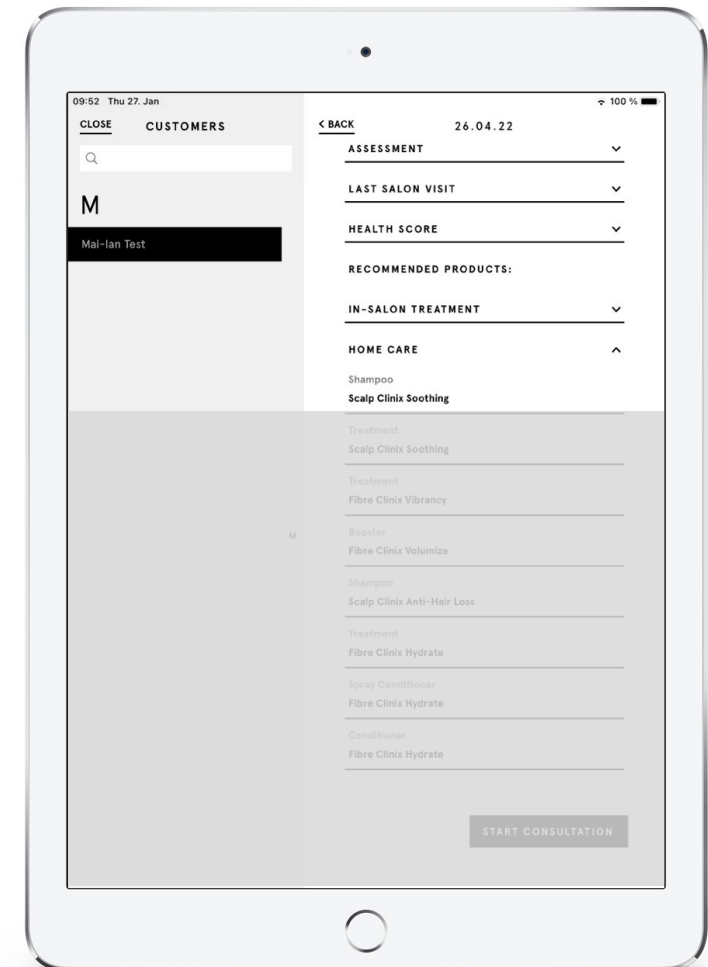 09:52 Thu 27. Jan
100 %
CLOSE
CUSTOMERS
M
Mai-lan Test
M
< BACK
26.04.22
ASSESSMENT
LAST SALON VISIT
HEALTH SCORE
RECOMMENDED PRODUCTS:
IN-SALON TREATMENT
HOME CARE
Shampoo
Scalp Clinix Soothing
Treatment
Scalp Clinix Soothing
Treatment
Fibre Clinix Vibrancy
Booster
Fibre Clinix Volumize
Shampoo
Scalp Clinix Anti-Hair Loss
Treatment
Fibre Clinix Hydrate
Spray Conditioner
Fibre Clinix Hydrate
Conditioner
Fibre Clinix Hydrate
START CONSULTATION